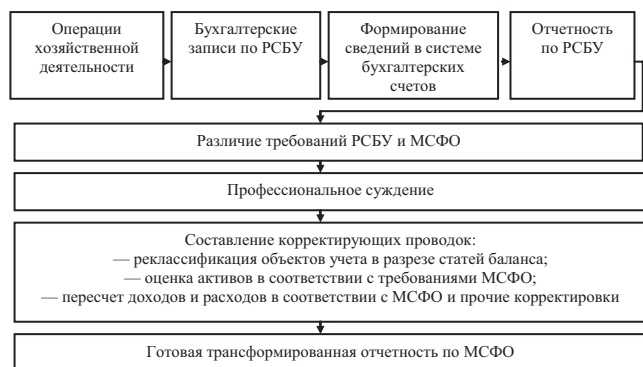 Операции
хозяйственной
деятельности
Бухгалтерские
записи по РСБУ
Формирование
сведений в системе
бухгалтерских
счетов
Отчетность
по РСБУ
Различие требований РСБУ и МСФО
Профессиональное суждение
Составление корректирующих проводок:
— реклассификация объектов учета в разрезе статей баланса;
— оценка активов в соответствии с требованиями МСФО;
— пересчет доходов и расходов в соответствии с МСФО и прочие корректировки
Готовая трансформированная отчетность по МСФО